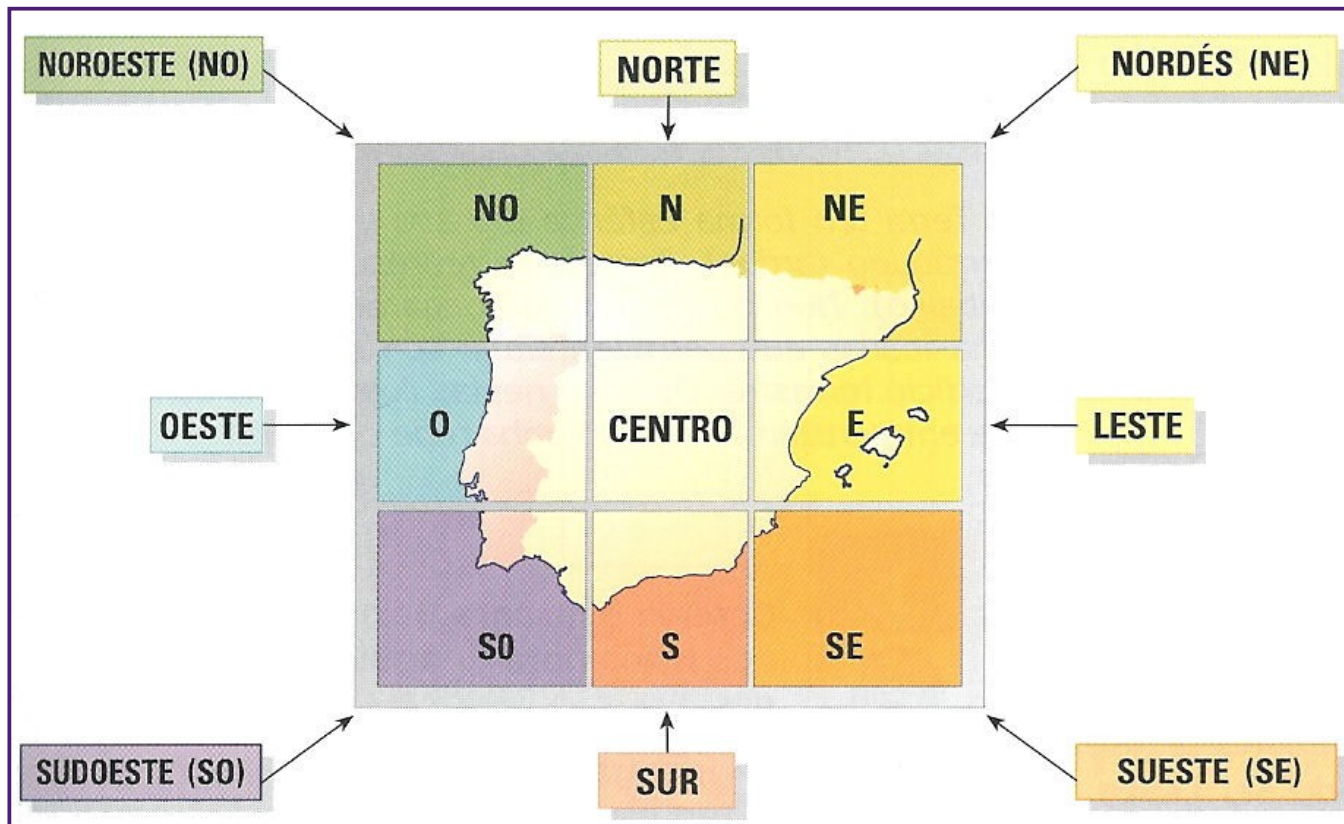 NOROESTE (NO)
NORTE
NORDÉS (NE)
NO
N
NE
OESTE
O
CENTRO
E
LESTE
SO
S
SE
SUDOESTE (SO)
SUR
SUESTE (SE)